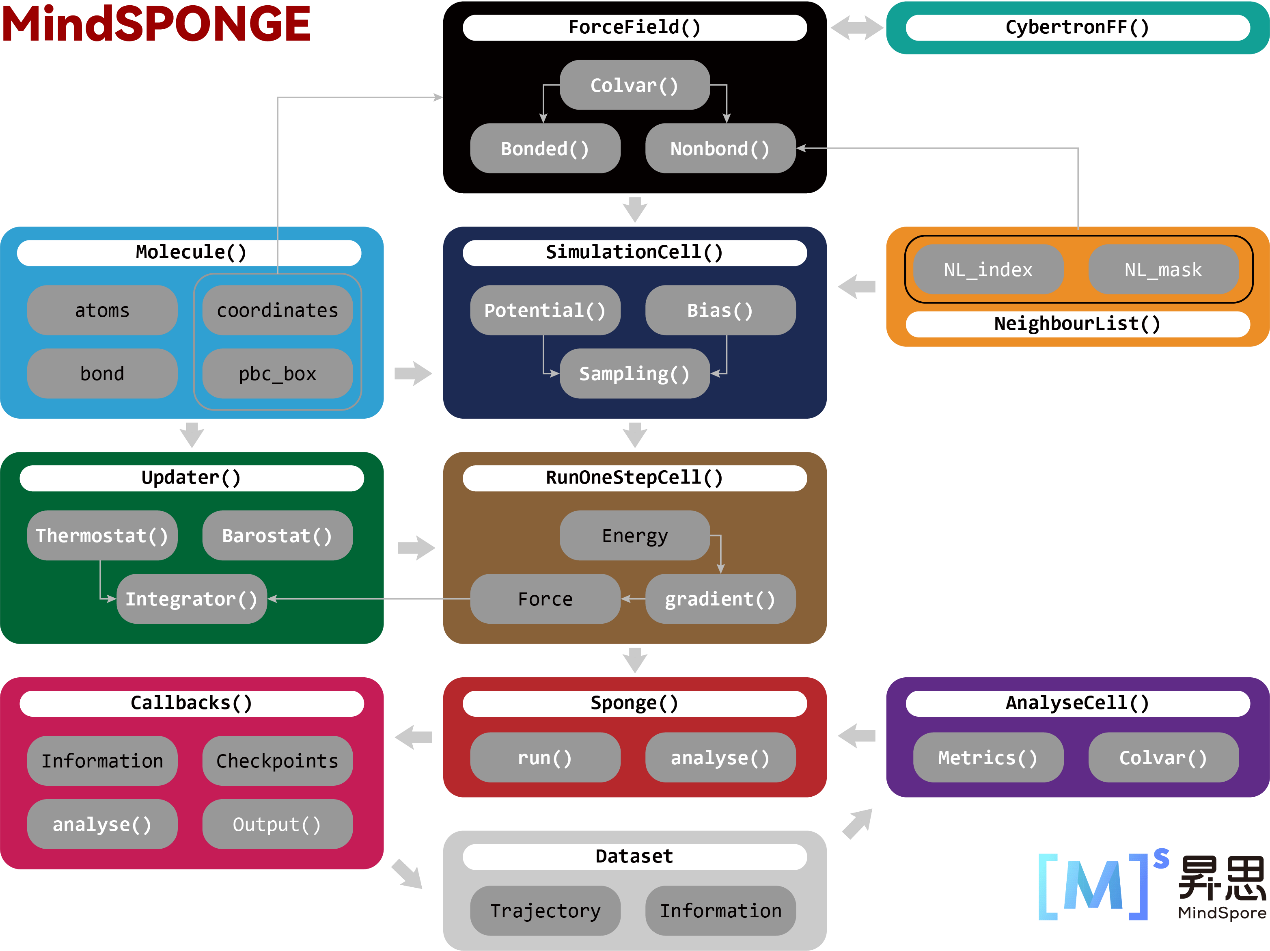 MindSPONGE
ForceField()
Colvar()
Bonded()
Nonbond()
CybertronFF()
Molecule()
atoms
coordinates
bond
pbc_box
SimulationCell()
Potential()
Bias()
Sampling()
NL_index
NL_mask
NeighbourList()
Updater()
Thermostat()
Barostat()
Integrator()
RunOneStepCell()
Energy
Force
gradient()
Callbacks()
Information
Checkpoints
analyse()
Output()
Sponge()
run()
analyse()
AnalyseCell()
Metrics()
Colvar()
Dataset
Trajectory
Information
[M]s
昇思
MindSpore